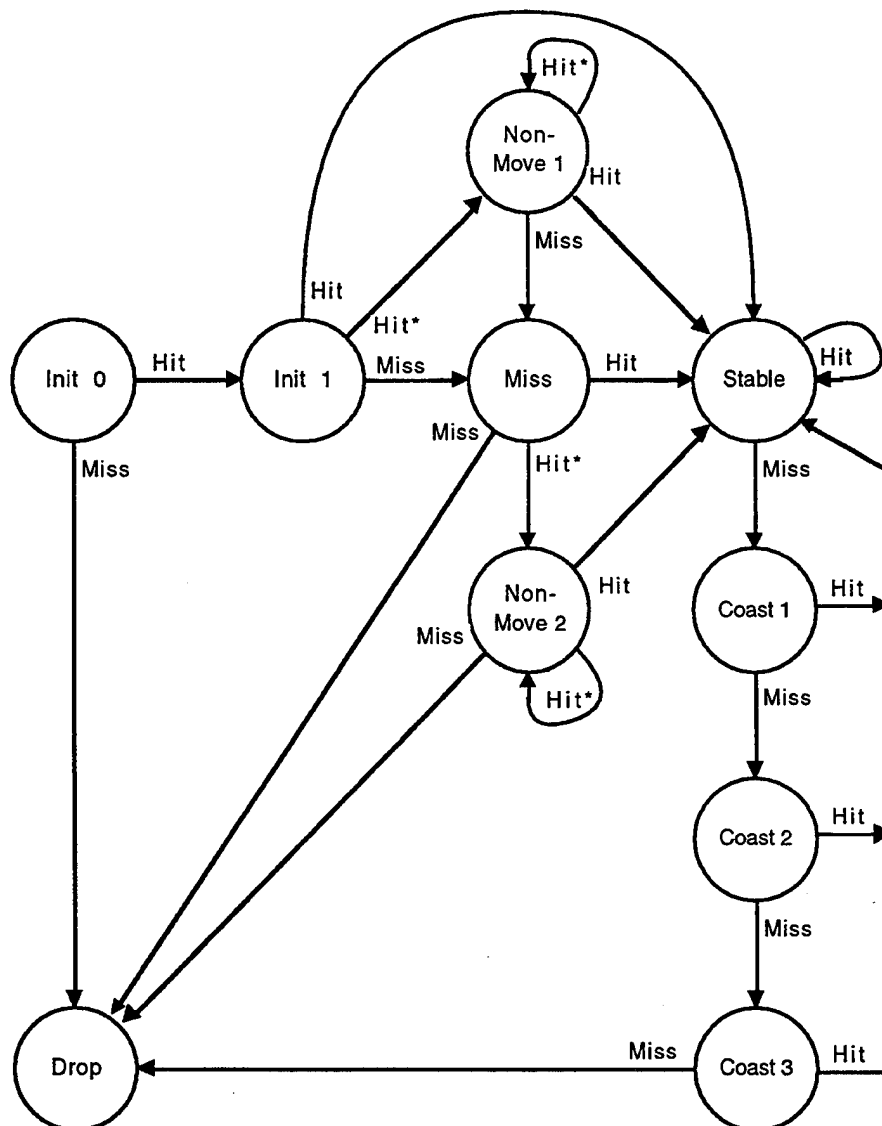 Hit*
Non-
Move 1
Hit
Miss
Hit
Hit*
Init 0
Hit
Init 1
Miss
Miss
Hit
Stable
Hit
Miss
Miss
Hit*
Miss
Non-
Move 2
Hit
Miss
Hit*
Coast 1
Hit
Miss
Coast 2
Hit
Miss
Drop
Miss
Coast 3
Hit